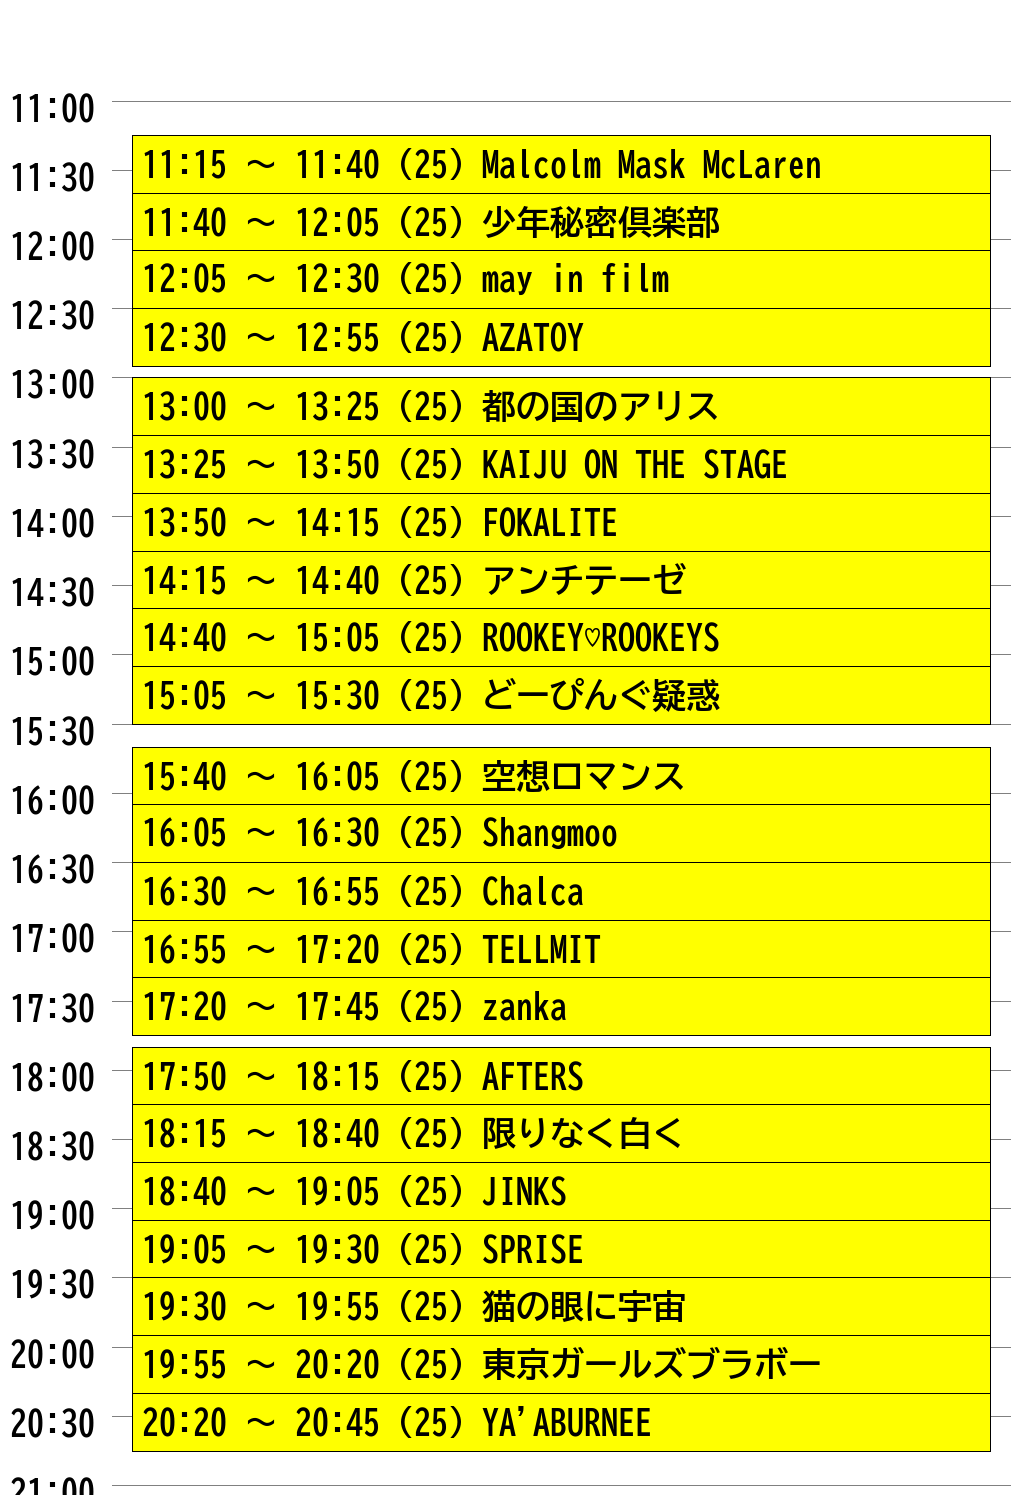 11:00
11:15 ～ 11:40 (25) Malcolm Mask McLaren
11:30
11:40 ～ 12:05 (25) 少年秘密倶楽部
12:00
12:05 ～ 12:30 (25) may in film
12:30
12:30 ～ 12:55 (25) AZATOY
13:00
13:00 ～ 13:25 (25) 都の国のアリス
13:30
13:25 ～ 13:50 (25) KAIJU ON THE STAGE
14:00
13:50 ～ 14:15 (25) FOKALITE
14:30
14:15 ～ 14:40 (25) アンチテーゼ
14:40 ～ 15:05 (25) ROOKEY♡ROOKEYS
15:00
15:05 ～ 15:30 (25) どーぴんぐ疑惑
15:30
15:40 ～ 16:05 (25) 空想ロマンス
16:00
16:05 ～ 16:30 (25) Shangmoo
16:30
16:30 ～ 16:55 (25) Chalca
17:00
16:55 ～ 17:20 (25) TELLMIT
17:30
17:20 ～ 17:45 (25) zanka
18:00
17:50 ～ 18:15 (25) AFTERS
18:30
18:15 ～ 18:40 (25) 限りなく白く
18:40 ～ 19:05 (25) JINKS
19:00
19:05 ～ 19:30 (25) SPRISE
19:30
19:30 ～ 19:55 (25) 猫の眼に宇宙
20:00
19:55 ～ 20:20 (25) 東京ガールズブラボー
20:30
20:20 ～ 20:45 (25) YA'ABURNEE
21:00